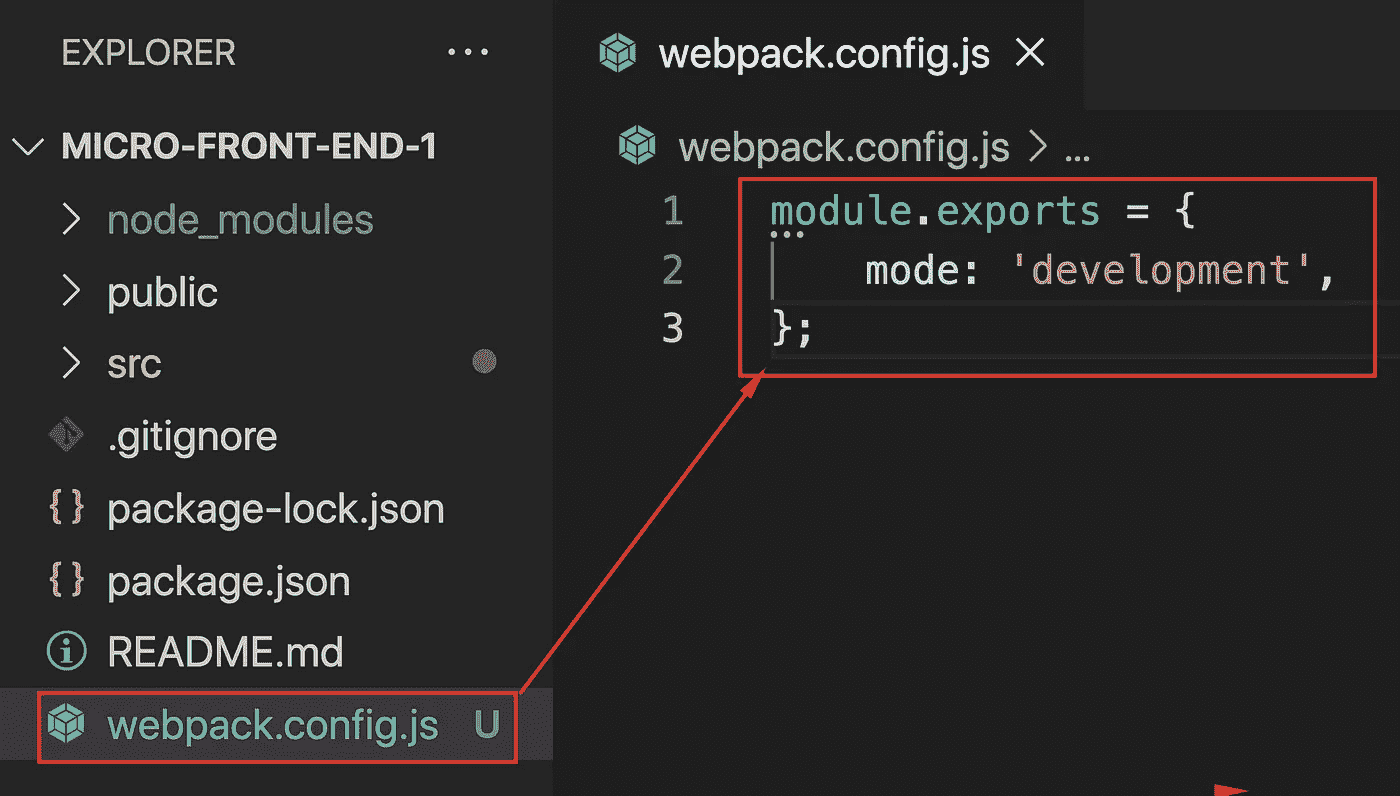 EXPLORER ...
MICRO-FRONT-END-1
node_modules
public
src
.gitignore
{} package-lock.json
{} package.json
README.md
webpack.config.js U
webpack.config.js ×
webpack.config.js > ...
1 module.exports = {
2 mode: 'development',
3 };